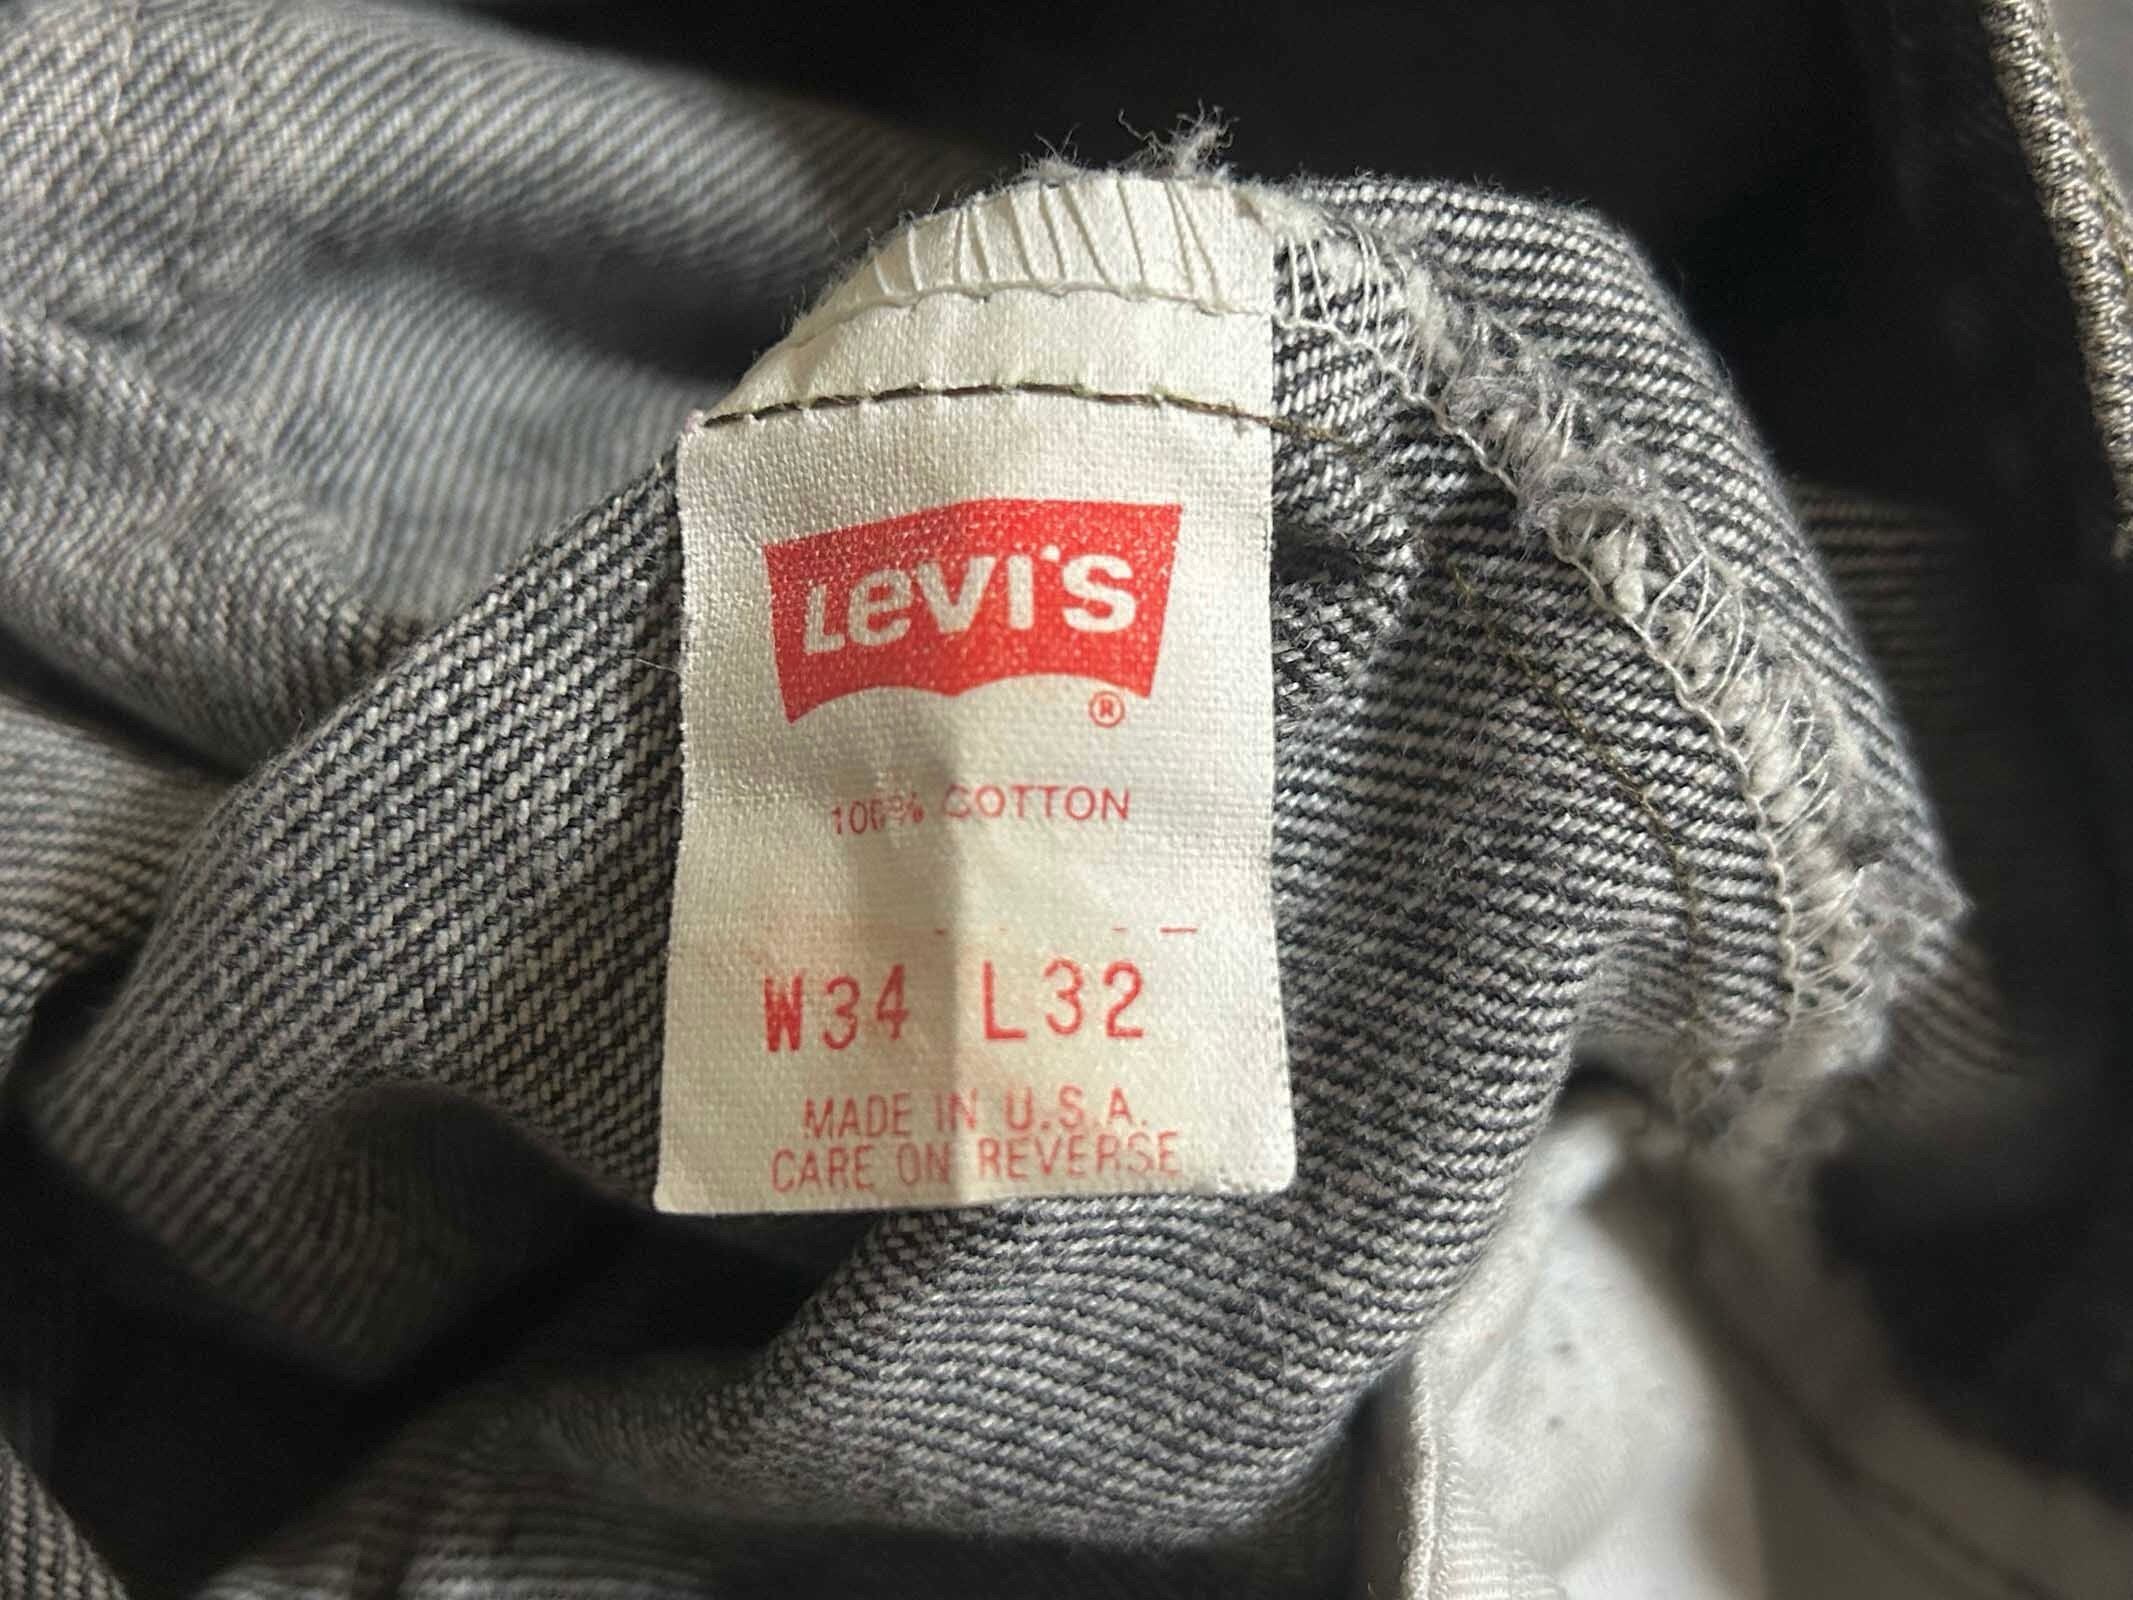 LEVI'S
®
100% COTTON
W34 L32
MADE IN U.S.A.
CARE ON REVERSE